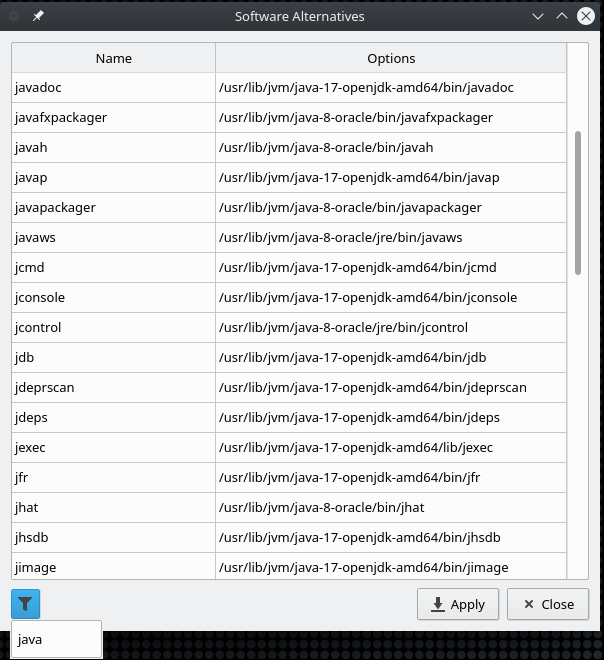 Software Alternatives
Name Options
javadoc /usr/lib/jvm/java-17-openjdk-amd64/bin/javadoc
javafxpackager /usr/lib/jvm/java-8-oracle/bin/javafxpackager
javah /usr/lib/jvm/java-8-oracle/bin/javah
javap /usr/lib/jvm/java-17-openjdk-amd64/bin/javap
javapackager /usr/lib/jvm/java-8-oracle/bin/javapackager
javaws /usr/lib/jvm/java-8-oracle/jre/bin/javaws
jcmd /usr/lib/jvm/java-17-openjdk-amd64/bin/jcmd
jconsole /usr/lib/jvm/java-17-openjdk-amd64/bin/jconsole
jcontrol /usr/lib/jvm/java-8-oracle/jre/bin/jcontrol
jdb /usr/lib/jvm/java-17-openjdk-amd64/bin/jdb
jdeprscan /usr/lib/jvm/java-17-openjdk-amd64/bin/jdeprscan
jdeps /usr/lib/jvm/java-17-openjdk-amd64/bin/jdeps
jexec /usr/lib/jvm/java-17-openjdk-amd64/lib/jexec
jfr /usr/lib/jvm/java-17-openjdk-amd64/bin/jfr
jhat /usr/lib/jvm/java-8-oracle/bin/jhat
jhsdb /usr/lib/jvm/java-17-openjdk-amd64/bin/jhsdb
jimage /usr/lib/jvm/java-17-openjdk-amd64/bin/jimage
Apply Close
java